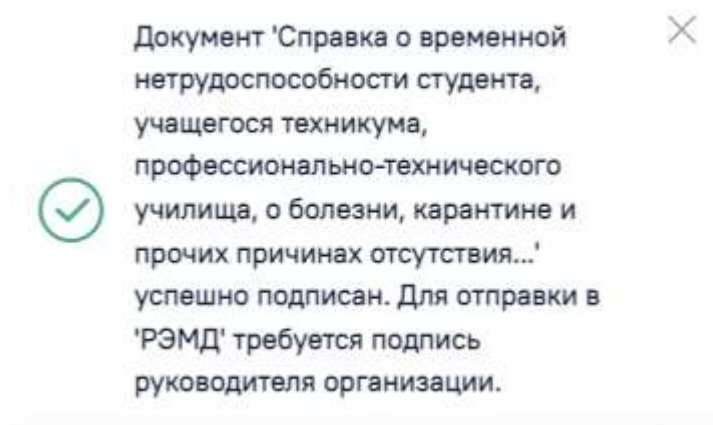 Документ 'Справка о временной
нетрудоспособности студента,
учащегося техникума,
профессионально-технического
училища, о болезни, карантине и
прочих причинах отсутствия...'
успешно подписан. Для отправки в
'РЭМД' требуется подпись
руководителя организации.